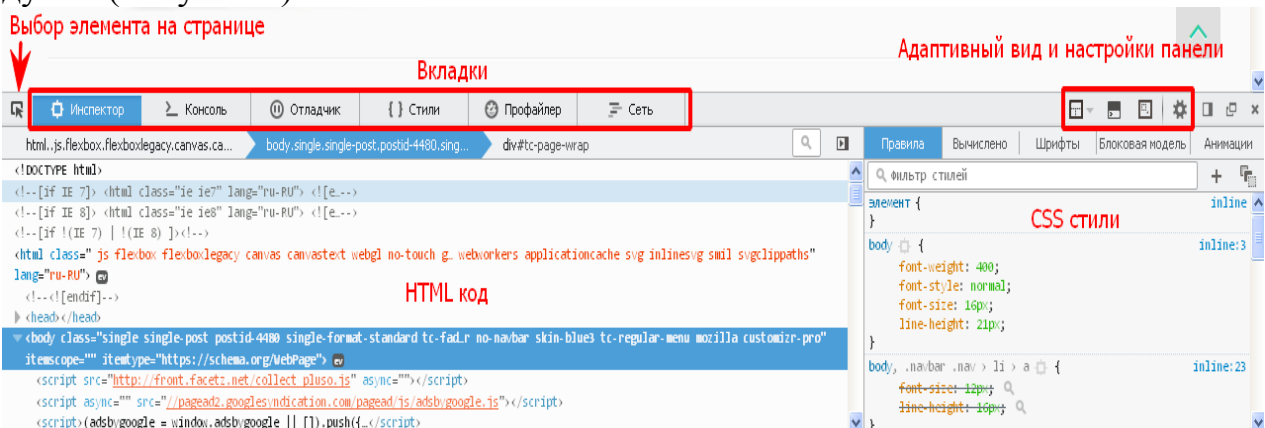 Выбор элемента на странице
Адаптивный вид и настройки панели
Вкладки
Инспектор Консоль Отладчик { } Стили Профайлер Сеть
html..js.flexbox.flexboxlegacy.canvas.ca... body.single.single-post.postid-4480.sing... div#tc-page-wrap
Правила Вычислено Шрифты Блоковая модель Анимации
<!DOCTYPE html>
<!--[if IE 7]> <html class="ie ie7" lang="ru-RU"> <![e…-->
<!--[if IE 8]> <html class="ie ie8" lang="ru-RU"> <![e…-->
<!--[if !(IE 7) | !(IE 8) ]><!-->
<html class=" js flexbox flexboxlegacy canvas canvastext webgl no-touch g… webworkers applicationcache svg inlinesvg smil svgclippaths"
lang="ru-RU"> ev
<!--<![endif]-->
HTML код
<head></head>
<body class="single single-post postid-4480 single-format-standard tc-fad…r no-navbar skin-blue3 tc-regular-menu mozilla customizr-pro"
itemscope="" itemtype="https://schema.org/WebPage"> ev
<script src="http://front.facetz.net/collect pluso.js" async=""></script>
<script async="" src="//pagead2.googlesyndication.com/pagead/js/adsbygoogle.js"></script>
<script>(adsbygoogle = window.adsbygoogle || []).push({…</script>
Фильтр стилей
элемент { inline
}
CSS стили
body { inline:3
font-weight: 400;
font-style: normal;
font-size: 16px;
line-height: 21px;
}
body, .navbar .nav > li > a { inline:23
font-size: 12px;
line-height: 16px;
}